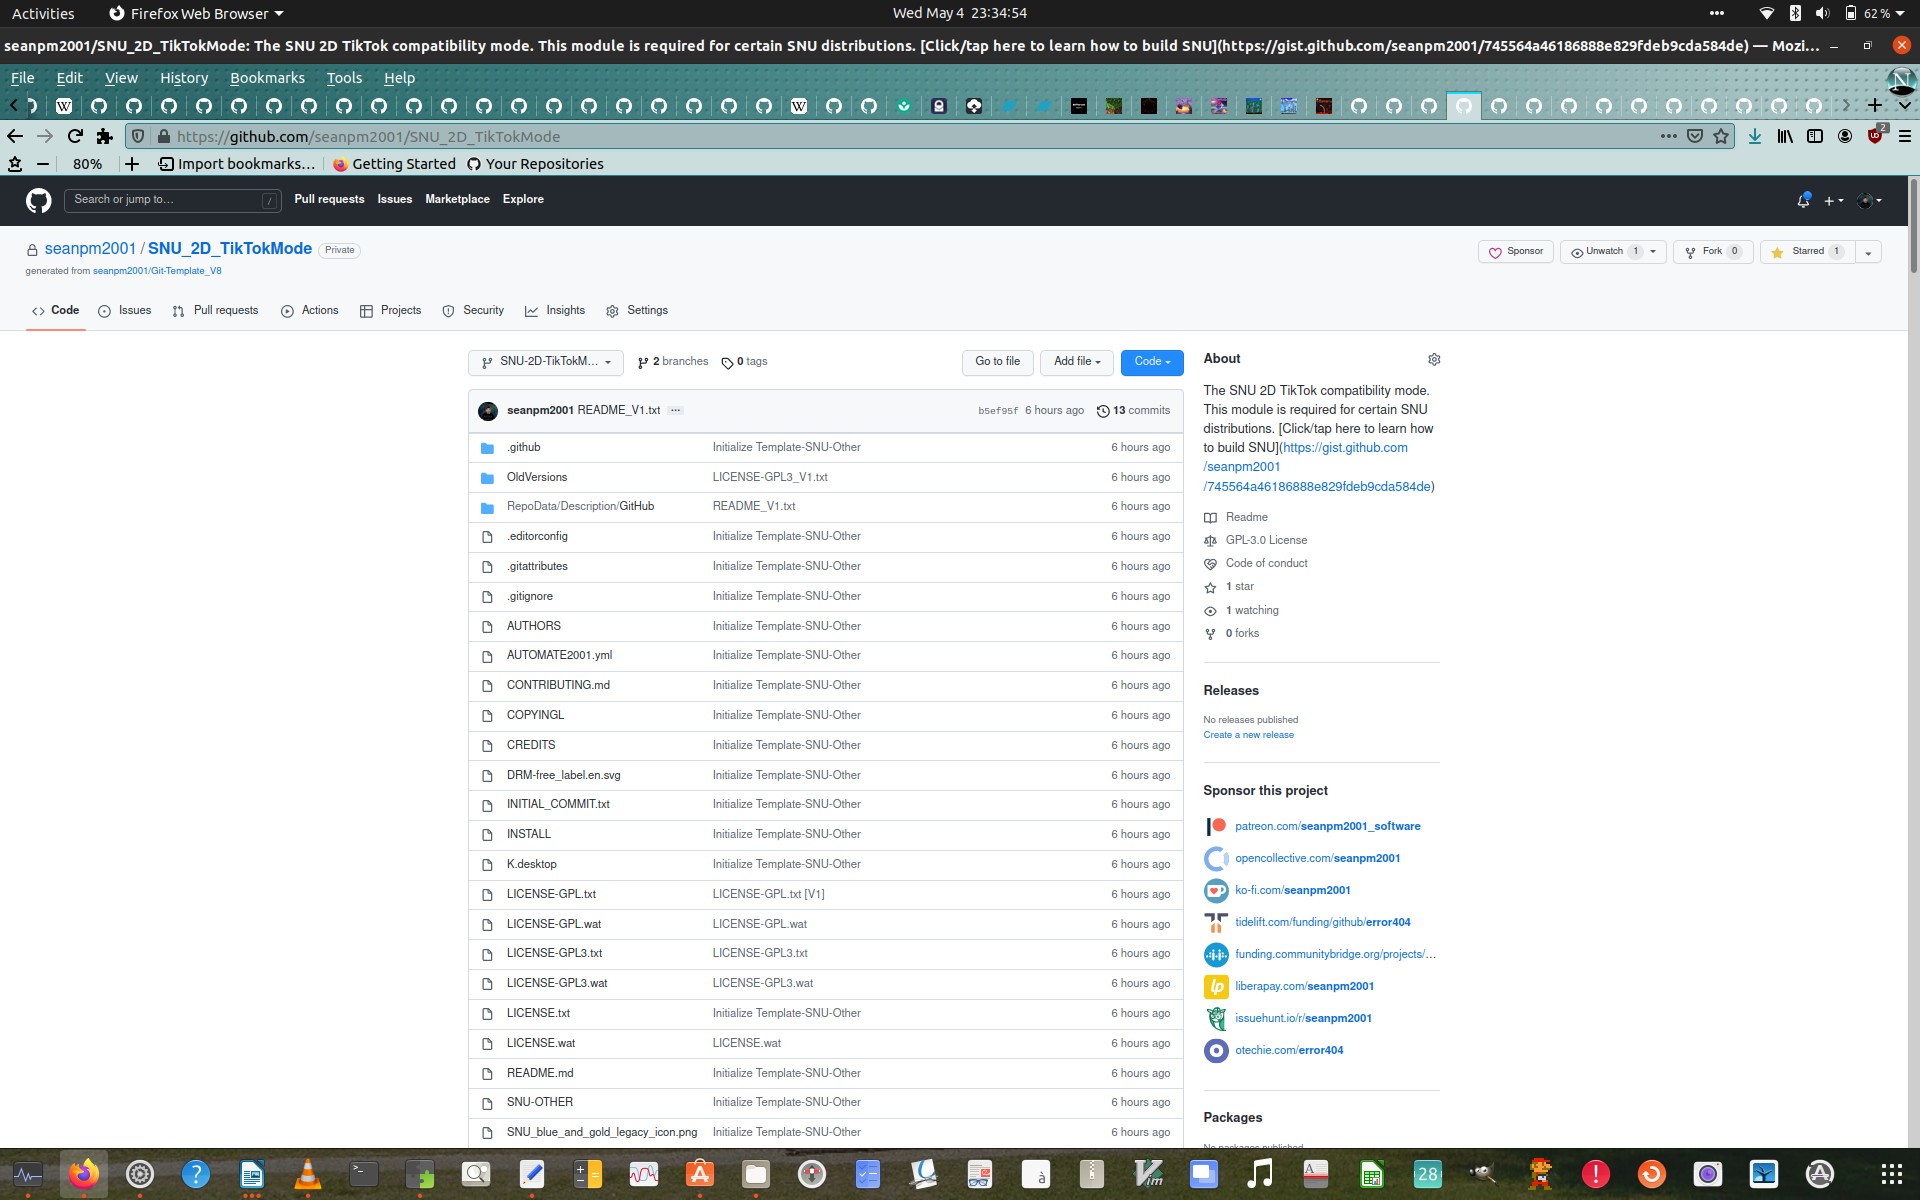 Activities
Firefox Web Browser
Wed May 4 23:34:54
62 %
seanpm2001/SNU_2D_TikTokMode: The SNU 2D TikTok compatibility mode. This module is required for certain SNU distributions. [Click/tap here to learn how to build SNU](https://gist.github.com/seanpm2001/745564a46186888e829fdeb9cda584de) — Mozi…
File Edit View History Bookmarks Tools Help
https://github.com/seanpm2001/SNU_2D_TikTokMode
2
80%
Import bookmarks…
Getting Started
Your Repositories
Search or jump to…
/
Pull requests Issues Marketplace Explore
seanpm2001 / SNU_2D_TikTokMode Private
generated from seanpm2001/Git-Template_V8
Sponsor
Unwatch 1
Fork 0
Starred 1
Code Issues Pull requests Actions Projects Security Insights Settings
SNU-2D-TikTokM…
2 branches
0 tags
Go to file
Add file
Code
seanpm2001 README_V1.txt
b5ef95f 6 hours ago 13 commits
.github Initialize Template-SNU-Other 6 hours ago
OldVersions LICENSE-GPL3_V1.txt 6 hours ago
RepoData/Description/GitHub README_V1.txt 6 hours ago
.editorconfig Initialize Template-SNU-Other 6 hours ago
.gitattributes Initialize Template-SNU-Other 6 hours ago
.gitignore Initialize Template-SNU-Other 6 hours ago
AUTHORS Initialize Template-SNU-Other 6 hours ago
AUTOMATE2001.yml Initialize Template-SNU-Other 6 hours ago
CONTRIBUTING.md Initialize Template-SNU-Other 6 hours ago
COPYINGL Initialize Template-SNU-Other 6 hours ago
CREDITS Initialize Template-SNU-Other 6 hours ago
DRM-free_label.en.svg Initialize Template-SNU-Other 6 hours ago
INITIAL_COMMIT.txt Initialize Template-SNU-Other 6 hours ago
INSTALL Initialize Template-SNU-Other 6 hours ago
K.desktop Initialize Template-SNU-Other 6 hours ago
LICENSE-GPL.txt LICENSE-GPL.txt [V1] 6 hours ago
LICENSE-GPL.wat LICENSE-GPL.wat 6 hours ago
LICENSE-GPL3.txt LICENSE-GPL3.txt 6 hours ago
LICENSE-GPL3.wat LICENSE-GPL3.wat 6 hours ago
LICENSE.txt Initialize Template-SNU-Other 6 hours ago
LICENSE.wat LICENSE.wat 6 hours ago
README.md Initialize Template-SNU-Other 6 hours ago
SNU-OTHER Initialize Template-SNU-Other 6 hours ago
SNU_blue_and_gold_legacy_icon.png Initialize Template-SNU-Other 6 hours ago
About
The SNU 2D TikTok compatibility mode.
This module is required for certain SNU
distributions. [Click/tap here to learn how
to build SNU](https://gist.github.com
/seanpm2001
/745564a46186888e829fdeb9cda584de)
Readme
GPL-3.0 License
Code of conduct
1 star
1 watching
0 forks
Releases
No releases published
Create a new release
Sponsor this project
patreon.com/seanpm2001_software
opencollective.com/seanpm2001
ko-fi.com/seanpm2001
tidelift.com/funding/github/error404
funding.communitybridge.org/projects/…
liberapay.com/seanpm2001
issuehunt.io/r/seanpm2001
otechie.com/error404
Packages
No packages published
28